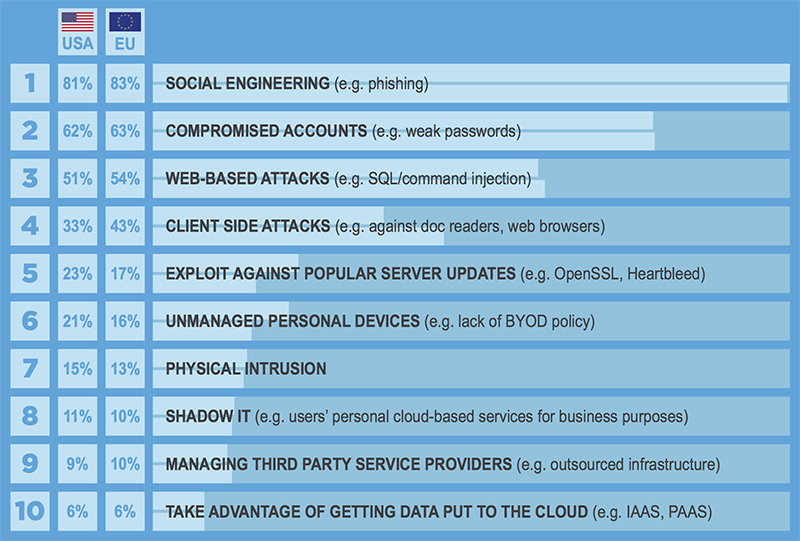 USA EU
1 81% 83% SOCIAL ENGINEERING (e.g. phishing)
2 62% 63% COMPROMISED ACCOUNTS (e.g. weak passwords)
3 51% 54% WEB-BASED ATTACKS (e.g. SQL/command injection)
4 33% 43% CLIENT SIDE ATTACKS (e.g. against doc readers, web browsers)
5 23% 17% EXPLOIT AGAINST POPULAR SERVER UPDATES (e.g. OpenSSL, Heartbleed)
6 21% 16% UNMANAGED PERSONAL DEVICES (e.g. lack of BYOD policy)
7 15% 13% PHYSICAL INTRUSION
8 11% 10% SHADOW IT (e.g. users' personal cloud-based services for business purposes)
9 9% 10% MANAGING THIRD PARTY SERVICE PROVIDERS (e.g. outsourced infrastructure)
10 6% 6% TAKE ADVANTAGE OF GETTING DATA PUT TO THE CLOUD (e.g. IAAS, PAAS)